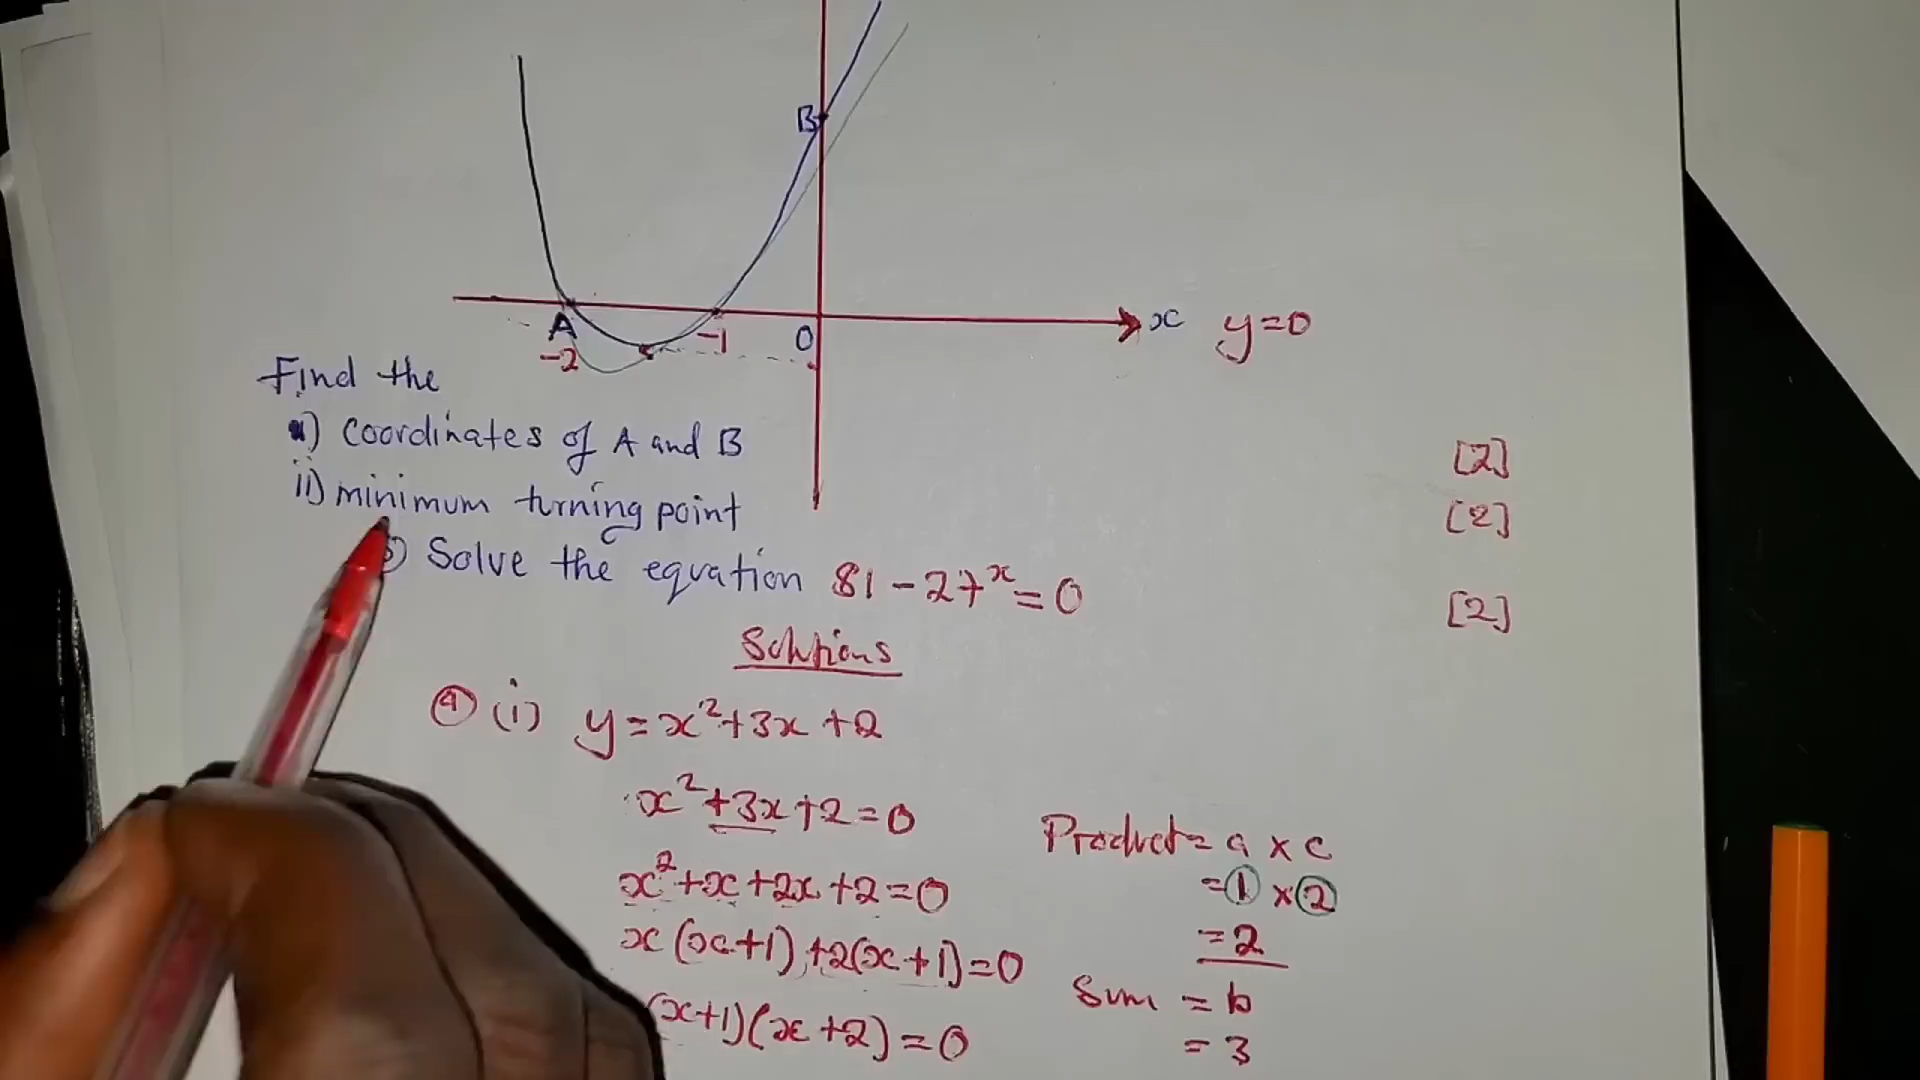 B
A
-2
-1
0
x y=0
Find the
i) coordinates of A and B [2]
ii) minimum turning point [2]
b) Solve the equation 81 - 27ˣ = 0 [2]
Solutions
a (i) y = x² + 3x + 2
x² + 3x + 2 = 0
x² + x + 2x + 2 = 0
x(x+1) + 2(x+1) = 0
(x+1)(x+2) = 0
Product = a x c
= 1 x 2
= 2
Sum = b
= 3